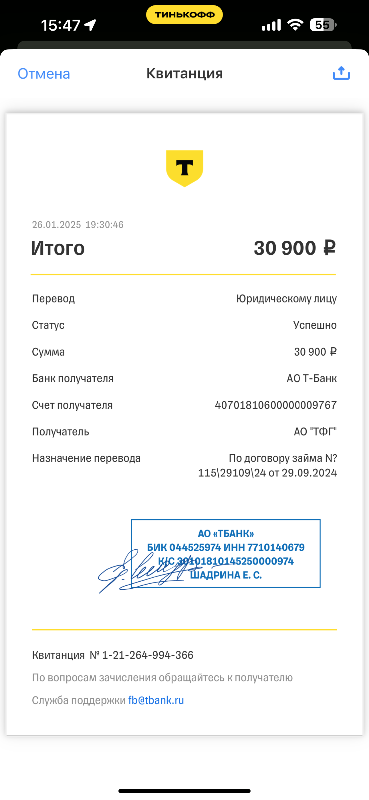 15:47
ТИНЬКОФФ
55
Отмена
Квитанция
26.01.2025 19:30:46
Итого
30 900 ₽
Перевод
Юридическому лицу
Статус
Успешно
Сумма
30 900 ₽
Банк получателя
АО Т-Банк
Счет получателя
40701810600000009767
Получатель
АО "ТФГ"
Назначение перевода
По договору займа N?
115\29109\24 от 29.09.2024
АО «ТБАНК»
БИК 044525974 ИНН 7710140679
К/С 30101810145250000974
ШАДРИНА Е. С.
Квитанция № 1-21-264-994-366
По вопросам зачисления обращайтесь к получателю
Служба поддержки fb@tbank.ru